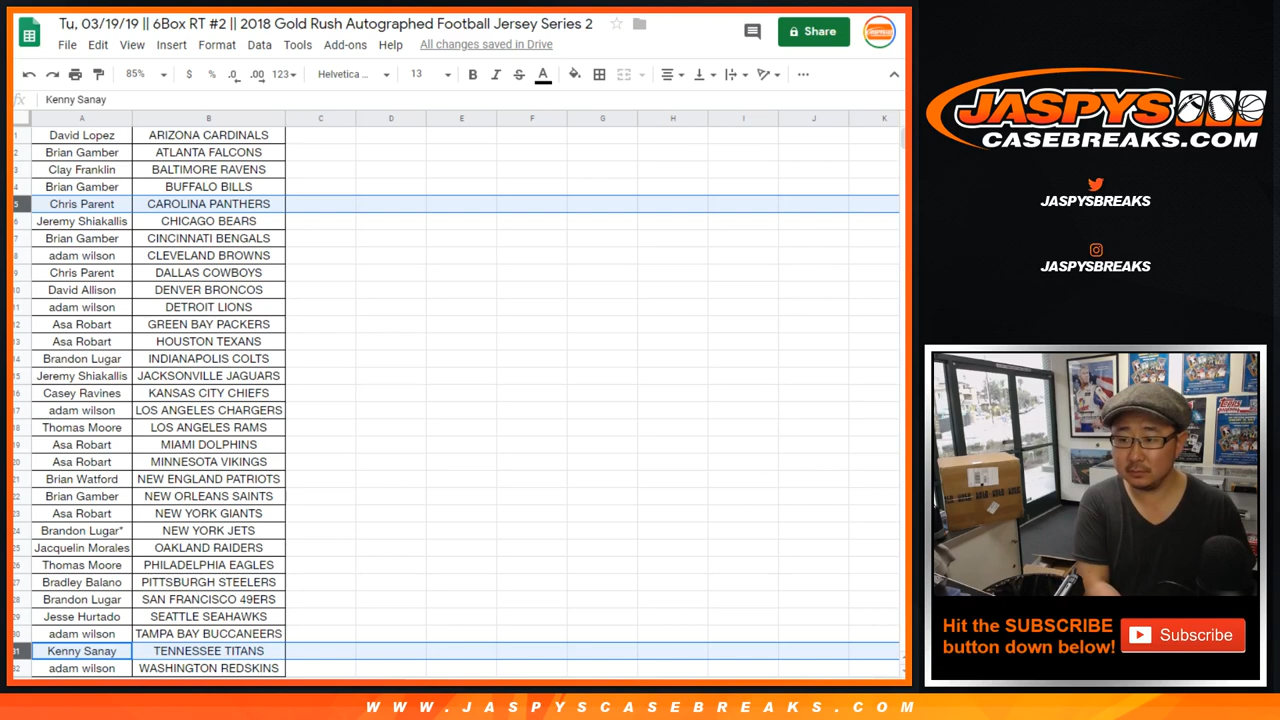 Tu, 03/19/19 || 6Box RT #2 || 2018 Gold Rush Autographed Football Jersey Series 2
Share
File Edit View Insert Format Data Tools Add-ons Help All changes saved in Drive
85% $ % .0 .00 123 Helvetica ... 13 B I S A
fx Kenny Sanay
A B C D E F G H I J K
1 David Lopez ARIZONA CARDINALS
2 Brian Gamber ATLANTA FALCONS
3 Clay Franklin BALTIMORE RAVENS
4 Brian Gamber BUFFALO BILLS
5 Chris Parent CAROLINA PANTHERS
6 Jeremy Shiakallis CHICAGO BEARS
7 Brian Gamber CINCINNATI BENGALS
8 adam wilson CLEVELAND BROWNS
9 Chris Parent DALLAS COWBOYS
10 David Allison DENVER BRONCOS
11 adam wilson DETROIT LIONS
12 Asa Robart GREEN BAY PACKERS
13 Asa Robart HOUSTON TEXANS
14 Brandon Lugar INDIANAPOLIS COLTS
15 Jeremy Shiakallis JACKSONVILLE JAGUARS
16 Casey Ravines KANSAS CITY CHIEFS
17 adam wilson LOS ANGELES CHARGERS
18 Thomas Moore LOS ANGELES RAMS
19 Asa Robart MIAMI DOLPHINS
20 Asa Robart MINNESOTA VIKINGS
21 Brian Watford NEW ENGLAND PATRIOTS
22 Brian Gamber NEW ORLEANS SAINTS
23 Asa Robart NEW YORK GIANTS
24 Brandon Lugar* NEW YORK JETS
25 Jacquelin Morales OAKLAND RAIDERS
26 Thomas Moore PHILADELPHIA EAGLES
27 Bradley Balano PITTSBURGH STEELERS
28 Brandon Lugar SAN FRANCISCO 49ERS
29 Jesse Hurtado SEATTLE SEAHAWKS
30 adam wilson TAMPA BAY BUCCANEERS
31 Kenny Sanay TENNESSEE TITANS
32 adam wilson WASHINGTON REDSKINS
JASPYS
CASEBREAKS.COM
JASPYSBREAKS
JASPYSBREAKS
Hit the SUBSCRIBE
button down below!
Subscribe
WWW.JASPYSCASEBREAKS.COM